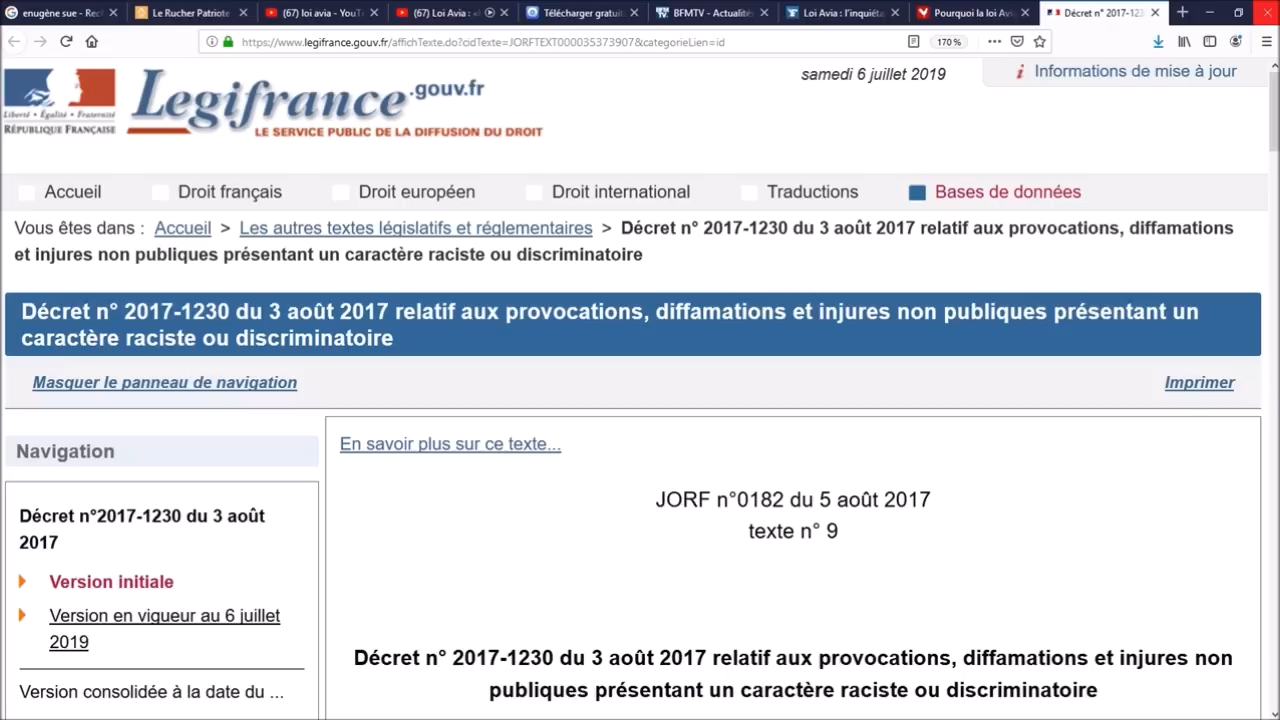 enugène sue - Rec
Le Rucher Patriote
(67) loi avia - YouT
(67) Loi Avia : «
Télécharger gratuit
BFMTV - Actualités
Loi Avia : l'inquiét
Pourquoi la loi Avi
Décret n° 2017-123
https://www.legifrance.gouv.fr/affichTexte.do?cidTexte=JORFTEXT000035373907&categorieLien=id
170 %
Legifrance.gouv.fr
LE SERVICE PUBLIC DE LA DIFFUSION DU DROIT
Liberté • Égalité • Fraternité
RÉPUBLIQUE FRANÇAISE
samedi 6 juillet 2019
i Informations de mise à jour
Accueil Droit français Droit européen Droit international Traductions Bases de données
Vous êtes dans : Accueil > Les autres textes législatifs et réglementaires > Décret n° 2017-1230 du 3 août 2017 relatif aux provocations, diffamations
et injures non publiques présentant un caractère raciste ou discriminatoire
Décret n° 2017-1230 du 3 août 2017 relatif aux provocations, diffamations et injures non publiques présentant un
caractère raciste ou discriminatoire
Masquer le panneau de navigation
Imprimer
Navigation
Décret n°2017-1230 du 3 août
2017
Version initiale
Version en vigueur au 6 juillet
2019
Version consolidée à la date du ...
En savoir plus sur ce texte...
JORF n°0182 du 5 août 2017
texte n° 9
Décret n° 2017-1230 du 3 août 2017 relatif aux provocations, diffamations et injures non
publiques présentant un caractère raciste ou discriminatoire